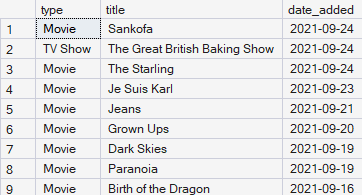 type title date_added
1 Movie Sankofa 2021-09-24
2 TV Show The Great British Baking Show 2021-09-24
3 Movie The Starling 2021-09-24
4 Movie Je Suis Karl 2021-09-23
5 Movie Jeans 2021-09-21
6 Movie Grown Ups 2021-09-20
7 Movie Dark Skies 2021-09-19
8 Movie Paranoia 2021-09-19
9 Movie Birth of the Dragon 2021-09-16